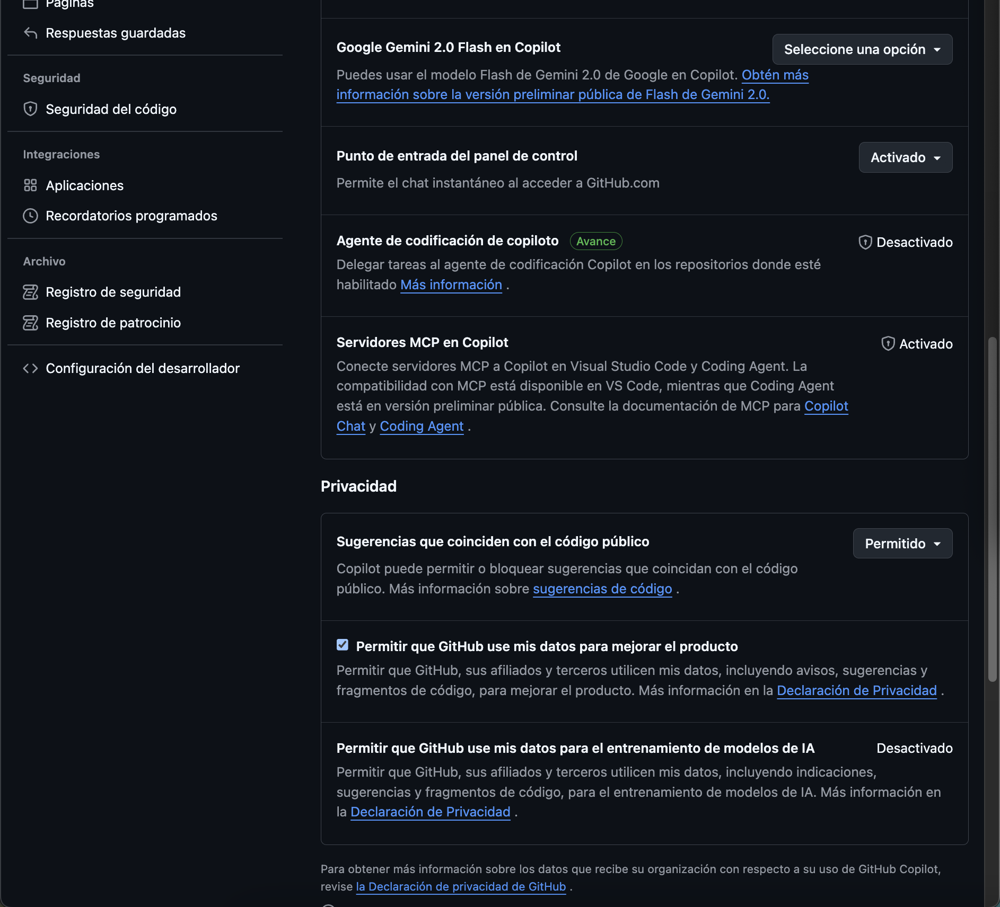 Páginas
Respuestas guardadas
Seguridad
Seguridad del código
Integraciones
Aplicaciones
Recordatorios programados
Archivo
Registro de seguridad
Registro de patrocinio
Configuración del desarrollador
Google Gemini 2.0 Flash en Copilot
Seleccione una opción
Puedes usar el modelo Flash de Gemini 2.0 de Google en Copilot. Obtén más
información sobre la versión preliminar pública de Flash de Gemini 2.0.
Punto de entrada del panel de control
Activado
Permite el chat instantáneo al acceder a GitHub.com
Agente de codificación de copiloto Avance
Desactivado
Delegar tareas al agente de codificación Copilot en los repositorios donde esté
habilitado Más información .
Servidores MCP en Copilot
Activado
Conecte servidores MCP a Copilot en Visual Studio Code y Coding Agent. La
compatibilidad con MCP está disponible en VS Code, mientras que Coding Agent
está en versión preliminar pública. Consulte la documentación de MCP para Copilot
Chat y Coding Agent .
Privacidad
Sugerencias que coinciden con el código público
Permitido
Copilot puede permitir o bloquear sugerencias que coincidan con el código
público. Más información sobre sugerencias de código .
Permitir que GitHub use mis datos para mejorar el producto
Permitir que GitHub, sus afiliados y terceros utilicen mis datos, incluyendo avisos, sugerencias y
fragmentos de código, para mejorar el producto. Más información en la Declaración de Privacidad .
Permitir que GitHub use mis datos para el entrenamiento de modelos de IA
Desactivado
Permitir que GitHub, sus afiliados y terceros utilicen mis datos, incluyendo indicaciones,
sugerencias y fragmentos de código, para el entrenamiento de modelos de IA. Más información en
la Declaración de Privacidad .
Para obtener más información sobre los datos que recibe su organización con respecto a su uso de GitHub Copilot,
revise la Declaración de privacidad de GitHub .